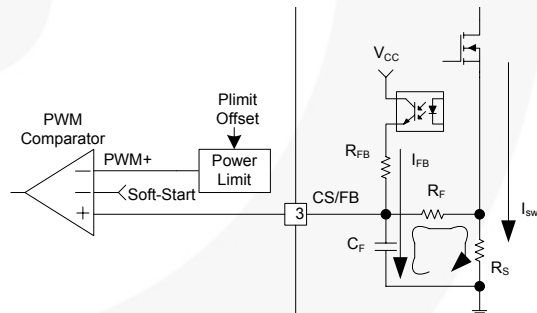 V_CC
Plimit
Offset
PWM
Comparator
PWM+
Power
Limit
Soft-Start
R_FB
I_FB
3
CS/FB
R_F
I_sw
C_F
R_S